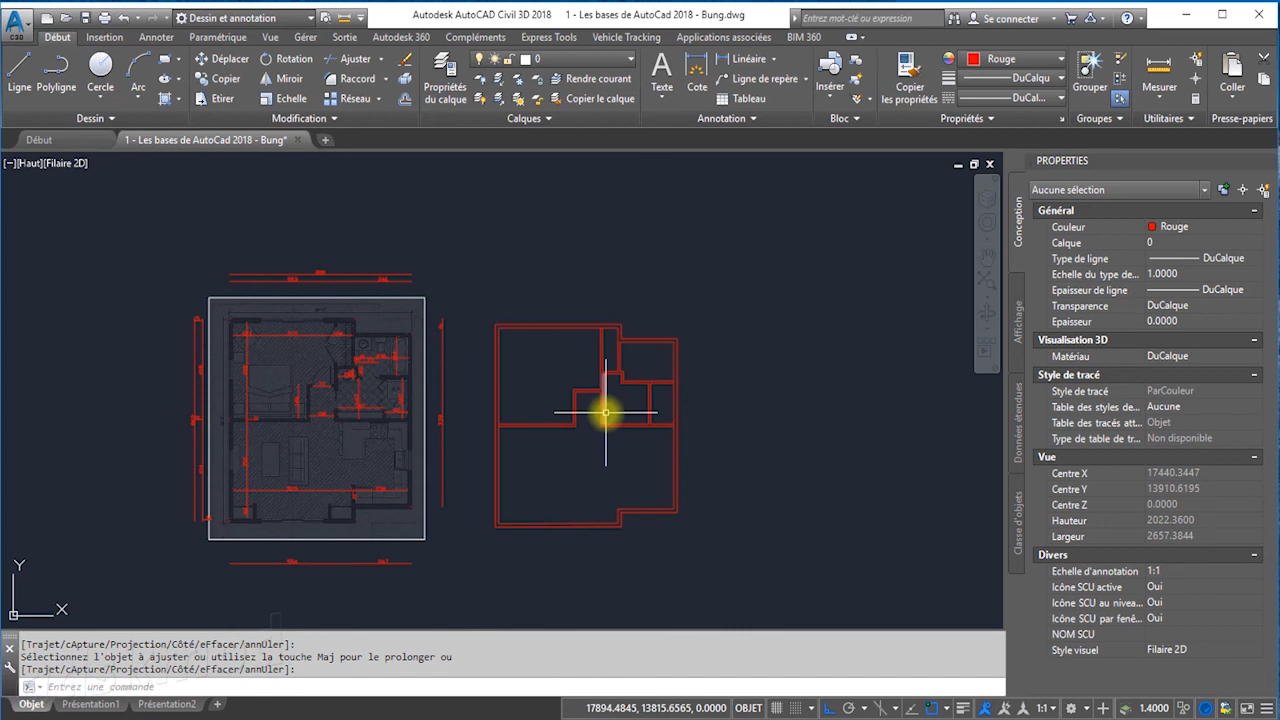 Dessin et annotation
Autodesk AutoCAD Civil 3D 2018
1 - Les bases de AutoCad 2018 - Bung.dwg
Entrez mot-clé ou expression
Se connecter
C3D
Début
Insertion
Annoter
Paramétrique
Vue
Gérer
Sortie
Autodesk 360
Compléments
Express Tools
Vehicle Tracking
Applications associées
BIM 360
Ligne
Polyligne
Cercle
Arc
Dessin
Déplacer
Rotation
Ajuster
Copier
Miroir
Raccord
Etirer
Echelle
Réseau
Modification
Propriétés
du calque
0
Rendre courant
Copier le calque
Calques
Texte
Cote
Linéaire
Ligne de repère
Tableau
Annotation
Insérer
Bloc
Copier
les propriétés
Rouge
DuCalqu
DuCal...
Propriétés
Grouper
Groupes
Mesurer
Utilitaires
Coller
Presse-papiers
Début
1 - Les bases de AutoCad 2018 - Bung*
[−][Haut][Filaire 2D]
Y
X
PROPERTIES
Aucune sélection
Conception
Affichage
Données étendues
Classe d'objets
Général
Couleur Rouge
Calque 0
Type de ligne DuCalque
Echelle du type de... 1.0000
Epaisseur de ligne DuCalque
Transparence DuCalque
Epaisseur 0.0000
Visualisation 3D
Matériau DuCalque
Style de tracé
Style de tracé ParCouleur
Table des styles de... Aucune
Table des tracés att... Objet
Type de table de tr... Non disponible
Vue
Centre X 17440.3447
Centre Y 13910.6195
Centre Z 0.0000
Hauteur 2022.3600
Largeur 2657.3844
Divers
Echelle d'annotation 1:1
Icône SCU active Oui
Icône SCU au nivea... Oui
Icône SCU par fenê... Oui
NOM SCU
Style visuel Filaire 2D
[Trajet/cApture/Projection/Côté/eFfacer/annUler]:
Sélectionnez l'objet à ajuster ou utilisez la touche Maj pour le prolonger ou
[Trajet/cApture/Projection/Côté/eFfacer/annUler]:
Entrez une commande
Objet
Présentation1
Présentation2
17894.4845, 13815.6565, 0.0000
OBJET
1:1
1.4000